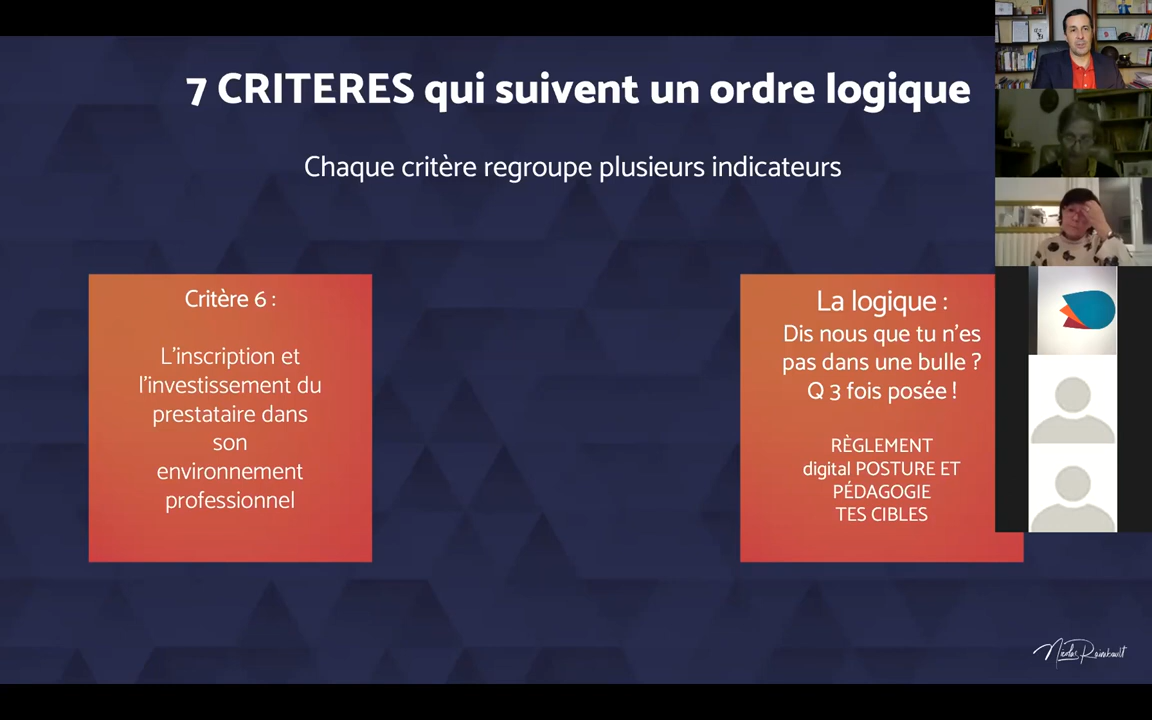 7 CRITERES qui suivent un ordre logique
Chaque critère regroupe plusieurs indicateurs
Critère 6 :
L'inscription et
l'investissement du
prestataire dans
son
environnement
professionnel
La logique :
Dis nous que tu n'es
pas dans une bulle ?
Q 3 fois posée !
RÈGLEMENT
digital POSTURE ET
PÉDAGOGIE
TES CIBLES
Nicolas Raimbault